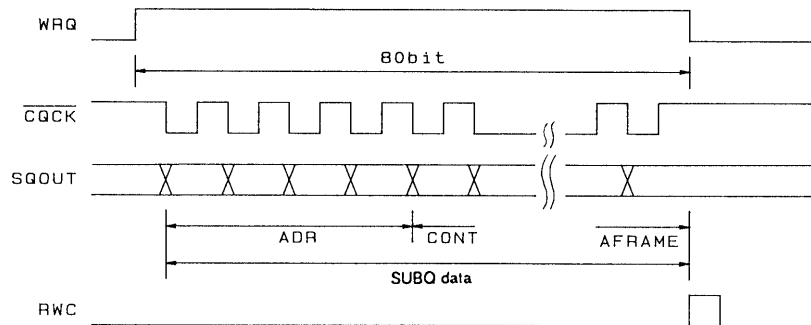 WRQ
80bit
CQCK
SQOUT
ADR CONT AFRAME
SUBQ data
RWC